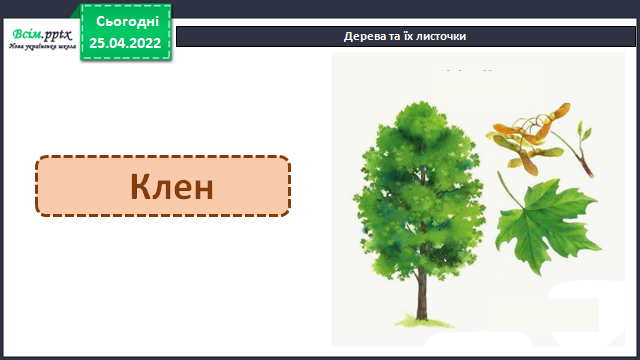 Всім.pptx
Нова українська школа
Сьогодні
25.04.2022
Дерева та їх листочки
Клен